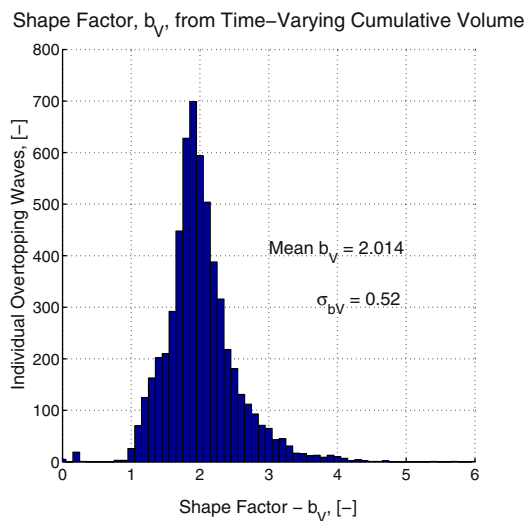 Shape Factor, b_V, from Time−Varying Cumulative Volume
800
700
600
500
400
300
200
100
0
Individual Overtopping Waves, [−]
Mean b_V = 2.014
σ_bV = 0.52
0 1 2 3 4 5 6
Shape Factor − b_V, [−]